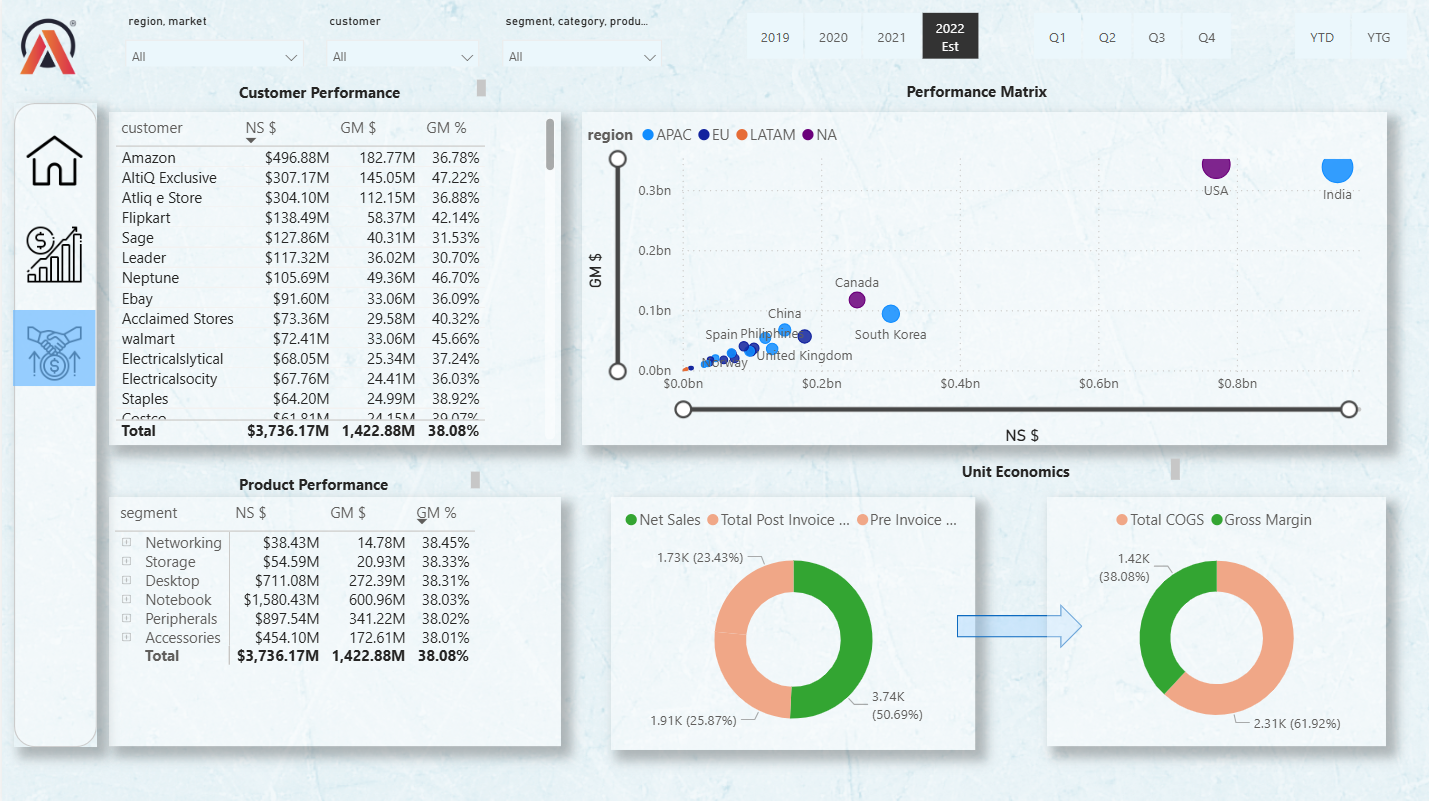 region, market
customer
segment, category, produ...
All
All
All
2019
2020
2021
2022
Est
Q1
Q2
Q3
Q4
YTD
YTG
Customer Performance
customer NS $ GM $ GM %
Amazon $496.88M 182.77M 36.78%
AltiQ Exclusive $307.17M 145.05M 47.22%
Atliq e Store $304.10M 112.15M 36.88%
Flipkart $138.49M 58.37M 42.14%
Sage $127.86M 40.31M 31.53%
Leader $117.32M 36.02M 30.70%
Neptune $105.69M 49.36M 46.70%
Ebay $91.60M 33.06M 36.09%
Acclaimed Stores $73.36M 29.58M 40.32%
walmart $72.41M 33.06M 45.66%
Electricalslytical $68.05M 25.34M 37.24%
Electricalsocity $67.76M 24.41M 36.03%
Staples $64.20M 24.99M 38.92%
Costco $61.81M 24.15M 39.07%
Total $3,736.17M 1,422.88M 38.08%
Performance Matrix
region APAC EU LATAM NA
GM $
0.3bn
0.2bn
0.1bn
0.0bn
USA
India
Canada
China
South Korea
Spain
Philippines
United Kingdom
Norway
$0.0bn $0.2bn $0.4bn $0.6bn $0.8bn
NS $
Product Performance
segment NS $ GM $ GM %
Networking $38.43M 14.78M 38.45%
Storage $54.59M 20.93M 38.33%
Desktop $711.08M 272.39M 38.31%
Notebook $1,580.43M 600.96M 38.03%
Peripherals $897.54M 341.22M 38.02%
Accessories $454.10M 172.61M 38.01%
Total $3,736.17M 1,422.88M 38.08%
Unit Economics
Net Sales Total Post Invoice ... Pre Invoice ...
1.73K (23.43%)
3.74K
(50.69%)
1.91K (25.87%)
Total COGS Gross Margin
1.42K
(38.08%)
2.31K (61.92%)